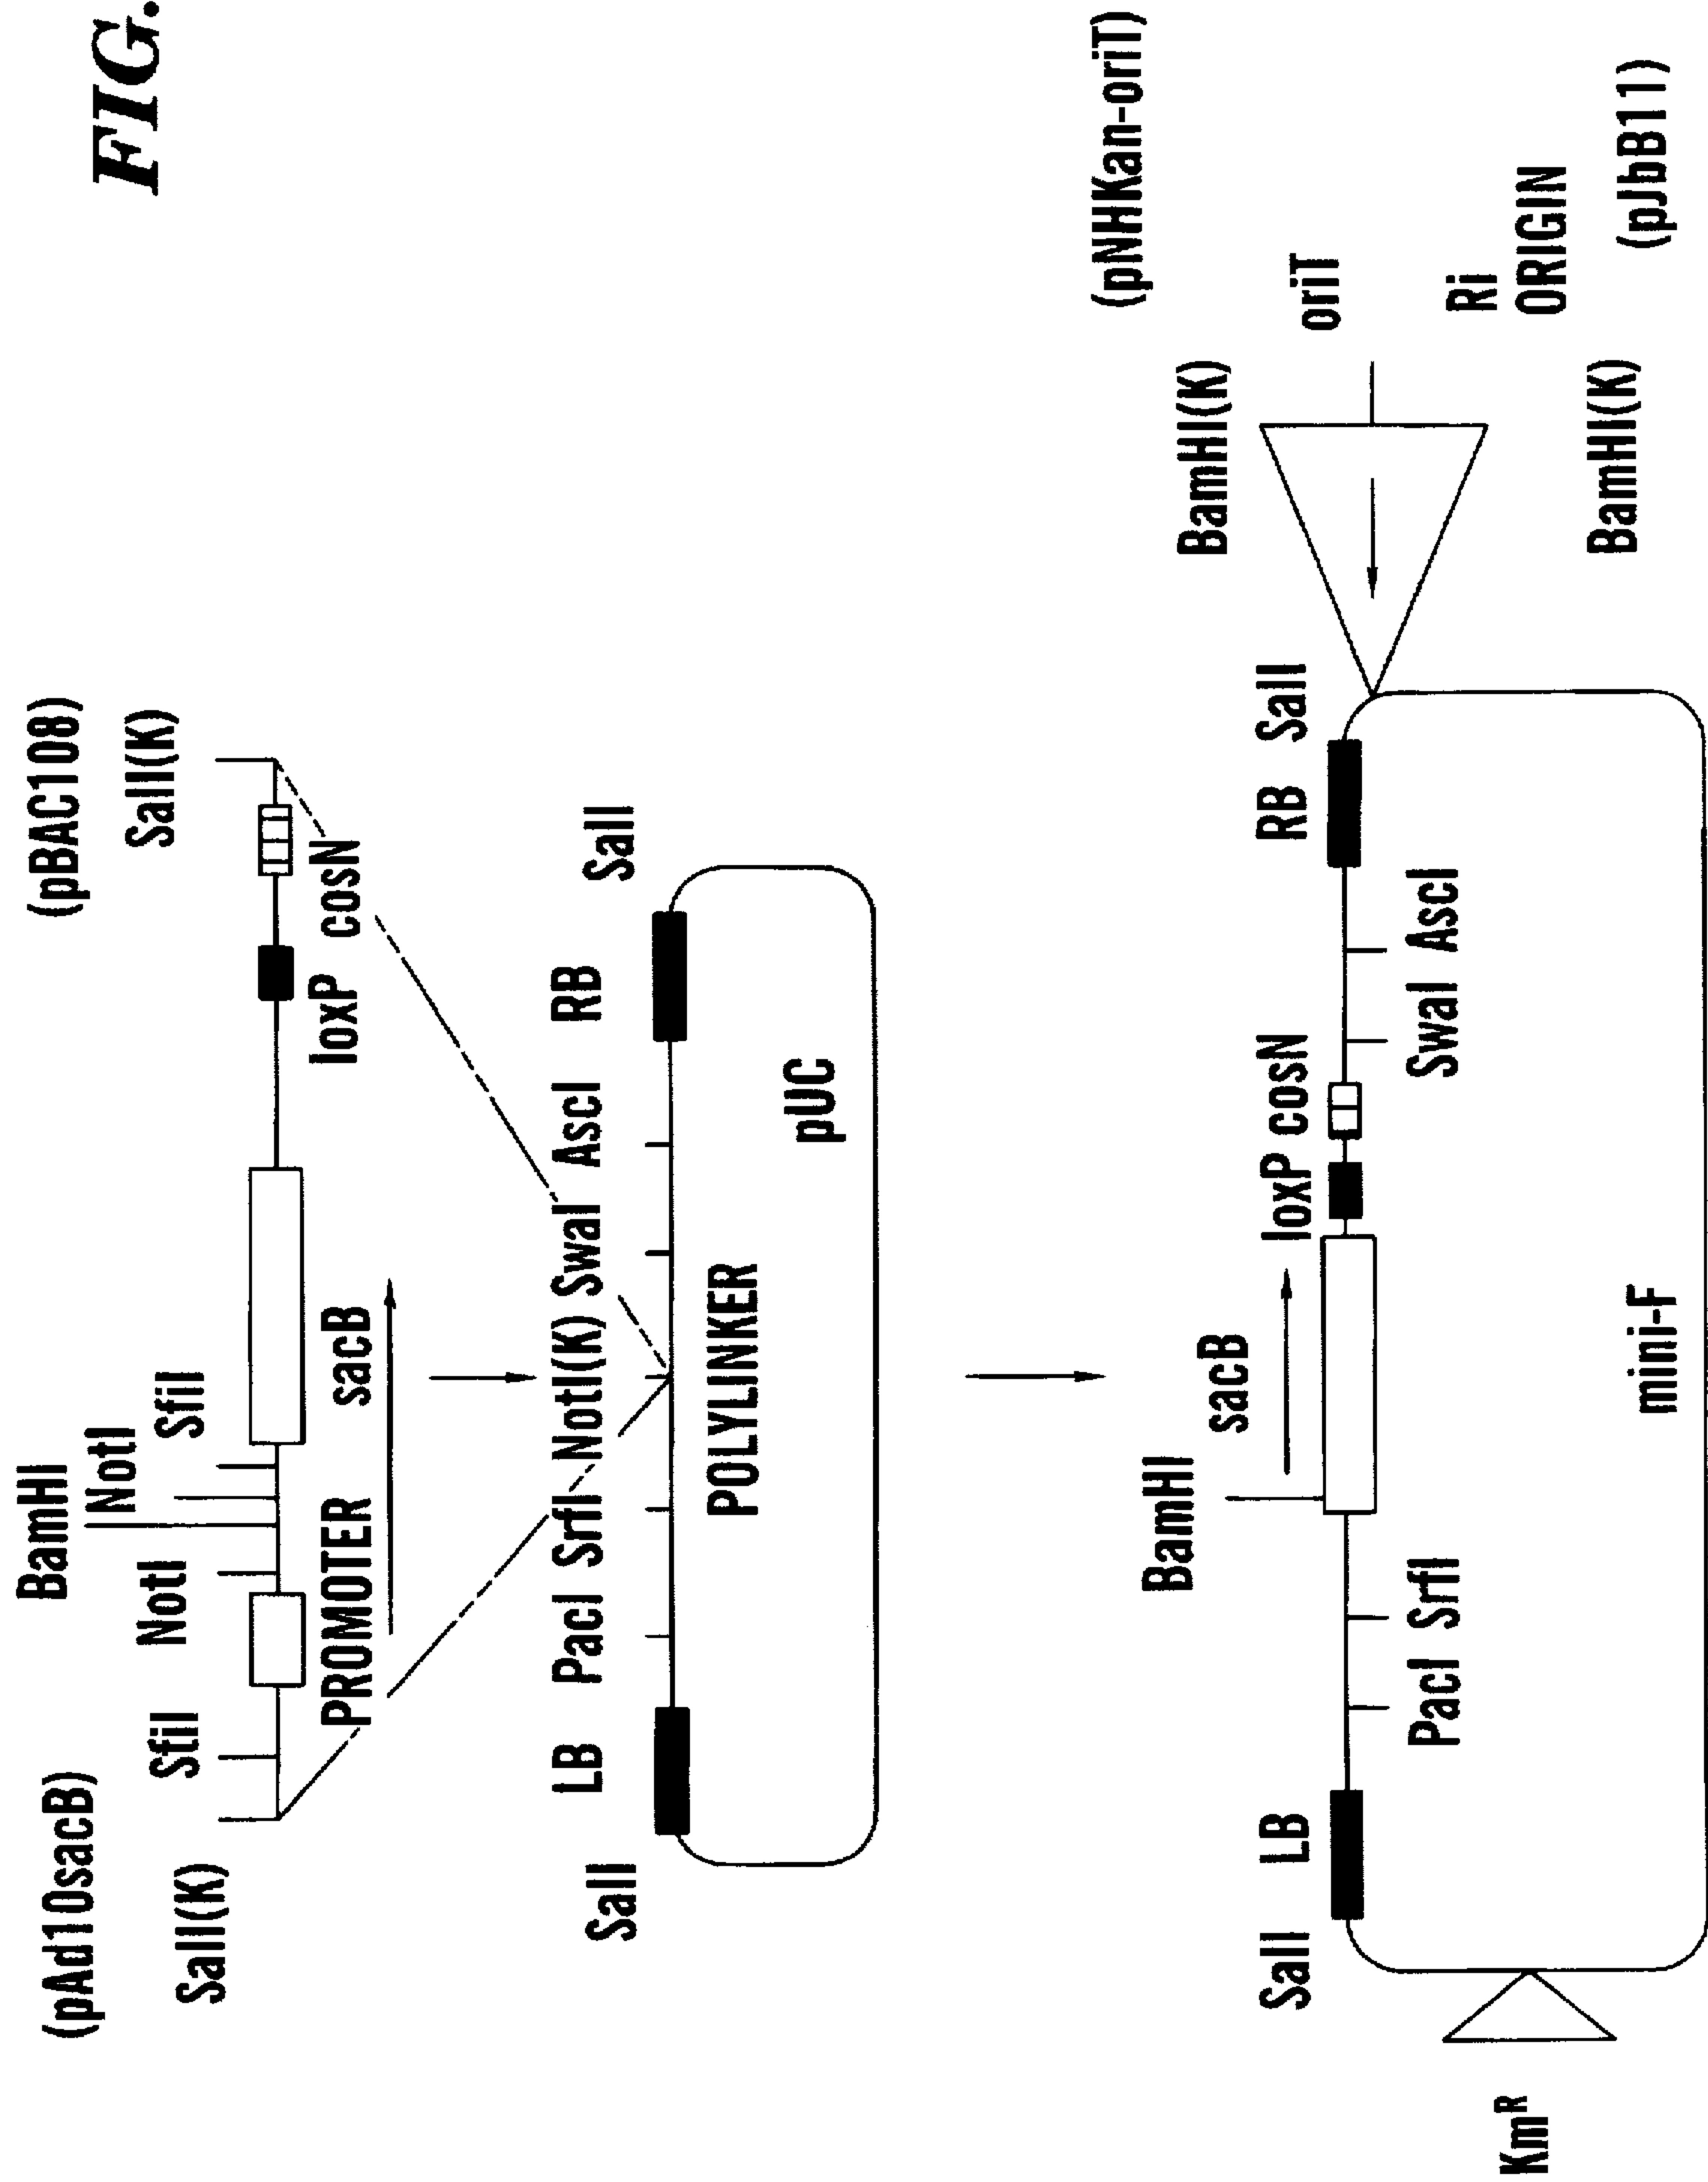 FIG.
(pAd10sacB)
BamHI
(pBAC108)
NotI
SalI(K)
SfiI
NotI
SfiI
SalI(K)
PROMOTER
sacB
loxP
cosN
SalI
LB
PacI
SrfI
NotI(K)
SwaI
AscI
RB
SalI
POLYLINKER
pUC
(pNHKan-oriT)
BamHI
BamHI(K)
sacB
SalI
LB
loxP
cosN
RB
SalI
oriT
PacI
SrfI
SwaI
AscI
Ri
ORIGIN
Km^R
mini-F
BamHI(K)
(pJbB11)